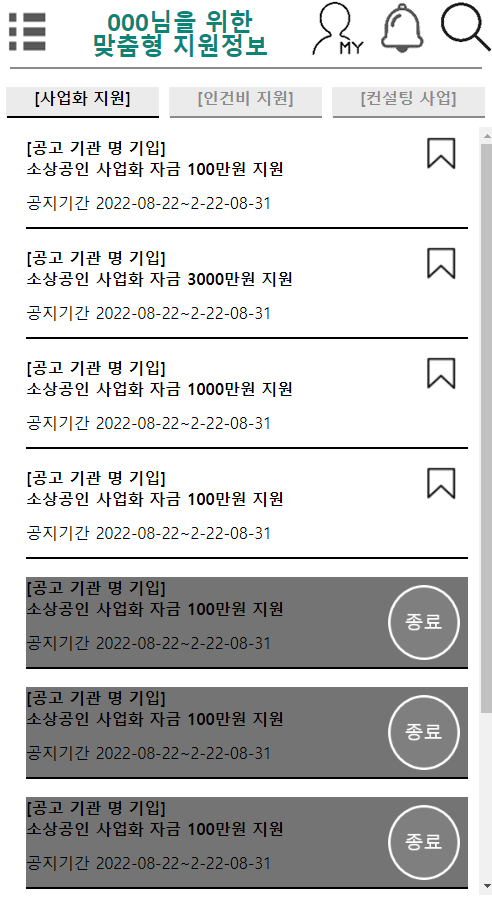 000님을 위한
맞춤형 지원정보
MY
[사업화 지원] [인건비 지원] [컨설팅 사업]
[공고 기관 명 기입]
소상공인 사업화 자금 100만원 지원
공지기간 2022-08-22~2-22-08-31
[공고 기관 명 기입]
소상공인 사업화 자금 3000만원 지원
공지기간 2022-08-22~2-22-08-31
[공고 기관 명 기입]
소상공인 사업화 자금 1000만원 지원
공지기간 2022-08-22~2-22-08-31
[공고 기관 명 기입]
소상공인 사업화 자금 100만원 지원
공지기간 2022-08-22~2-22-08-31
[공고 기관 명 기입]
소상공인 사업화 자금 100만원 지원
종료
공지기간 2022-08-22~2-22-08-31
[공고 기관 명 기입]
소상공인 사업화 자금 100만원 지원
종료
공지기간 2022-08-22~2-22-08-31
[공고 기관 명 기입]
소상공인 사업화 자금 100만원 지원
종료
공지기간 2022-08-22~2-22-08-31